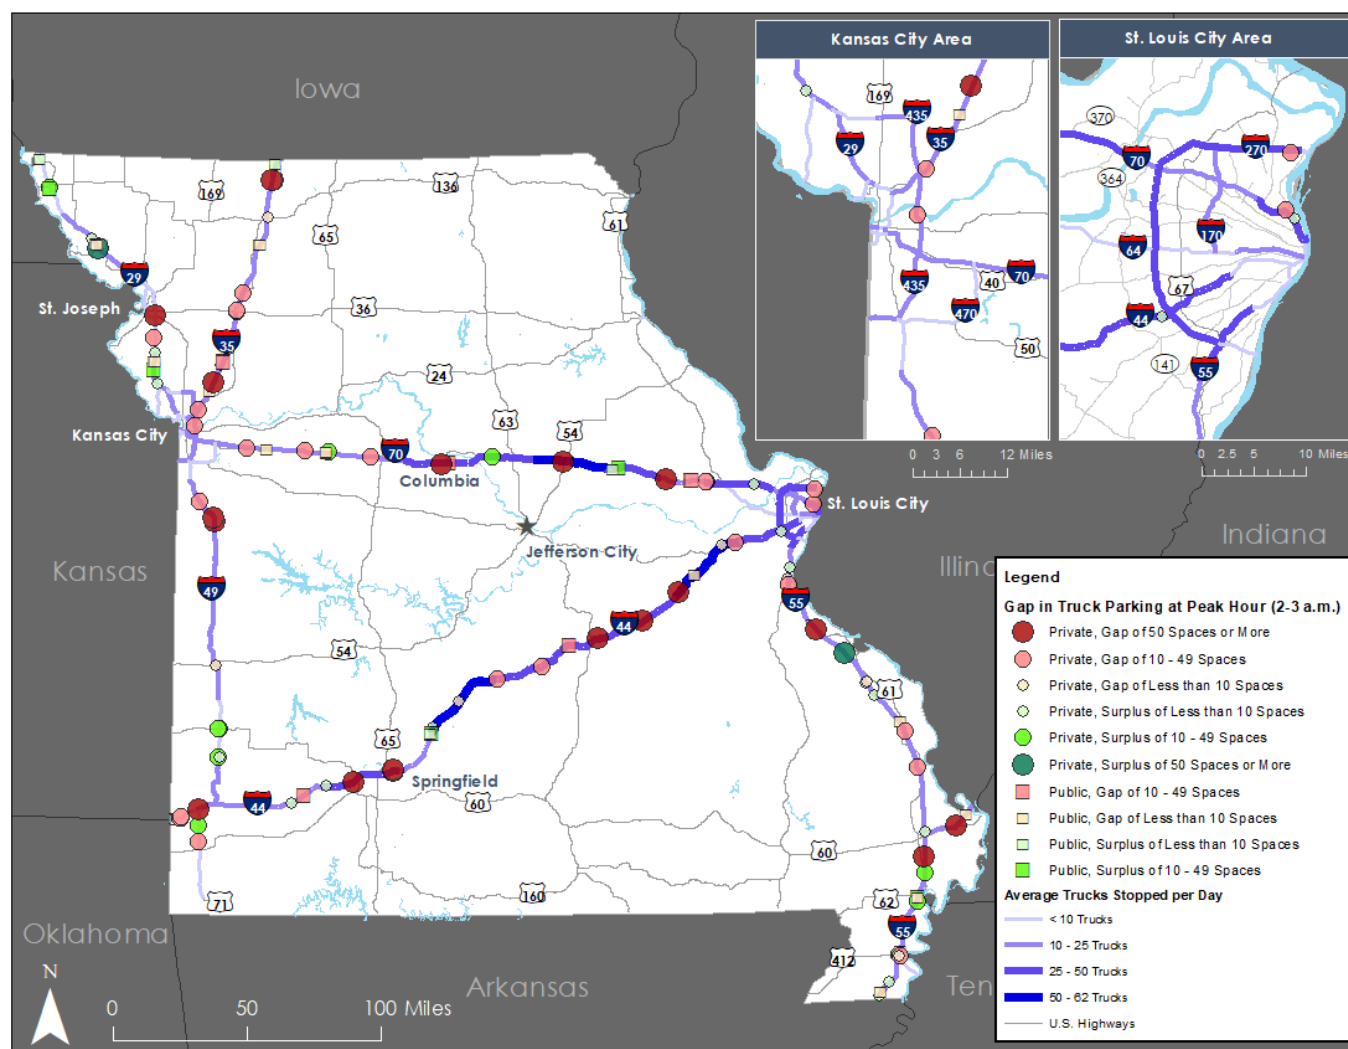 Kansas City Area
St. Louis City Area
Iowa
169
435
29
35
435
70
40
470
50
370
70
270
364
170
64
67
44
141
55
0 3 6 12 Miles
0 2.5 5 10 Miles
169
136
65
61
29
St. Joseph
36
35
24
63
54
Kansas City
70
Columbia
St. Louis City
Jefferson City
Indiana
Kansas
Illino
49
55
44
54
61
65
Springfield
44
60
60
71
160
62
55
412
Oklahoma
Arkansas
Ten
N
0 50 100 Miles
Legend
Gap in Truck Parking at Peak Hour (2-3 a.m.)
Private, Gap of 50 Spaces or More
Private, Gap of 10 - 49 Spaces
Private, Gap of Less than 10 Spaces
Private, Surplus of Less than 10 Spaces
Private, Surplus of 10 - 49 Spaces
Private, Surplus of 50 Spaces or More
Public, Gap of 10 - 49 Spaces
Public, Gap of Less than 10 Spaces
Public, Surplus of Less than 10 Spaces
Public, Surplus of 10 - 49 Spaces
Average Trucks Stopped per Day
< 10 Trucks
10 - 25 Trucks
25 - 50 Trucks
50 - 62 Trucks
U.S. Highways